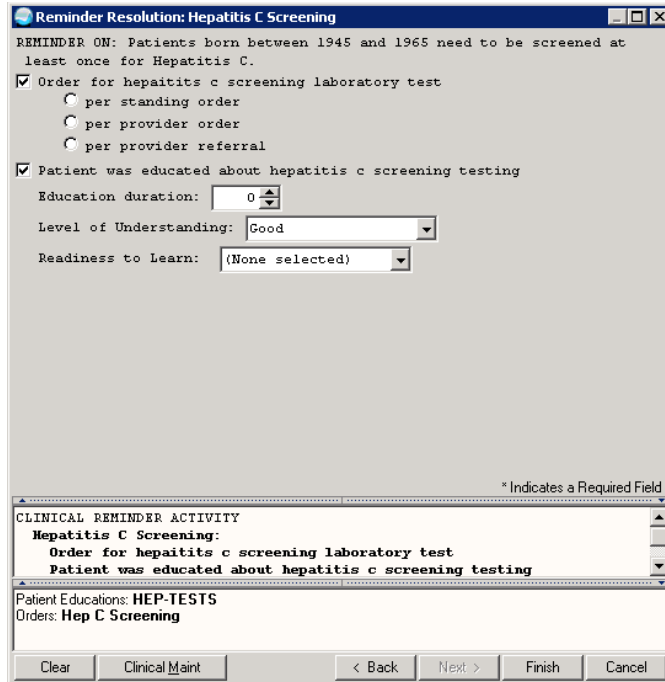 Reminder Resolution: Hepatitis C Screening
REMINDER ON: Patients born between 1945 and 1965 need to be screened at
least once for Hepatitis C.
Order for hepaitits c screening laboratory test
per standing order
per provider order
per provider referral
Patient was educated about hepatitis c screening testing
Education duration: 0
Level of Understanding: Good
Readiness to Learn: (None selected)
* Indicates a Required Field
CLINICAL REMINDER ACTIVITY
Hepatitis C Screening:
Order for hepaitits c screening laboratory test
Patient was educated about hepatitis c screening testing
Patient Educations: HEP-TESTS
Orders: Hep C Screening
Clear Clinical Maint < Back Next > Finish Cancel